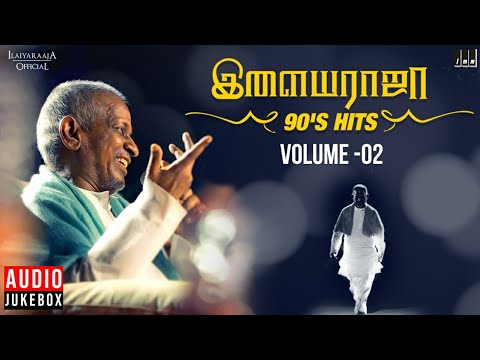 ILAIYARAAJA
OFFICIAL
இளையராஜா
90'S HITS
VOLUME -02
AUDIO
JUKEBOX